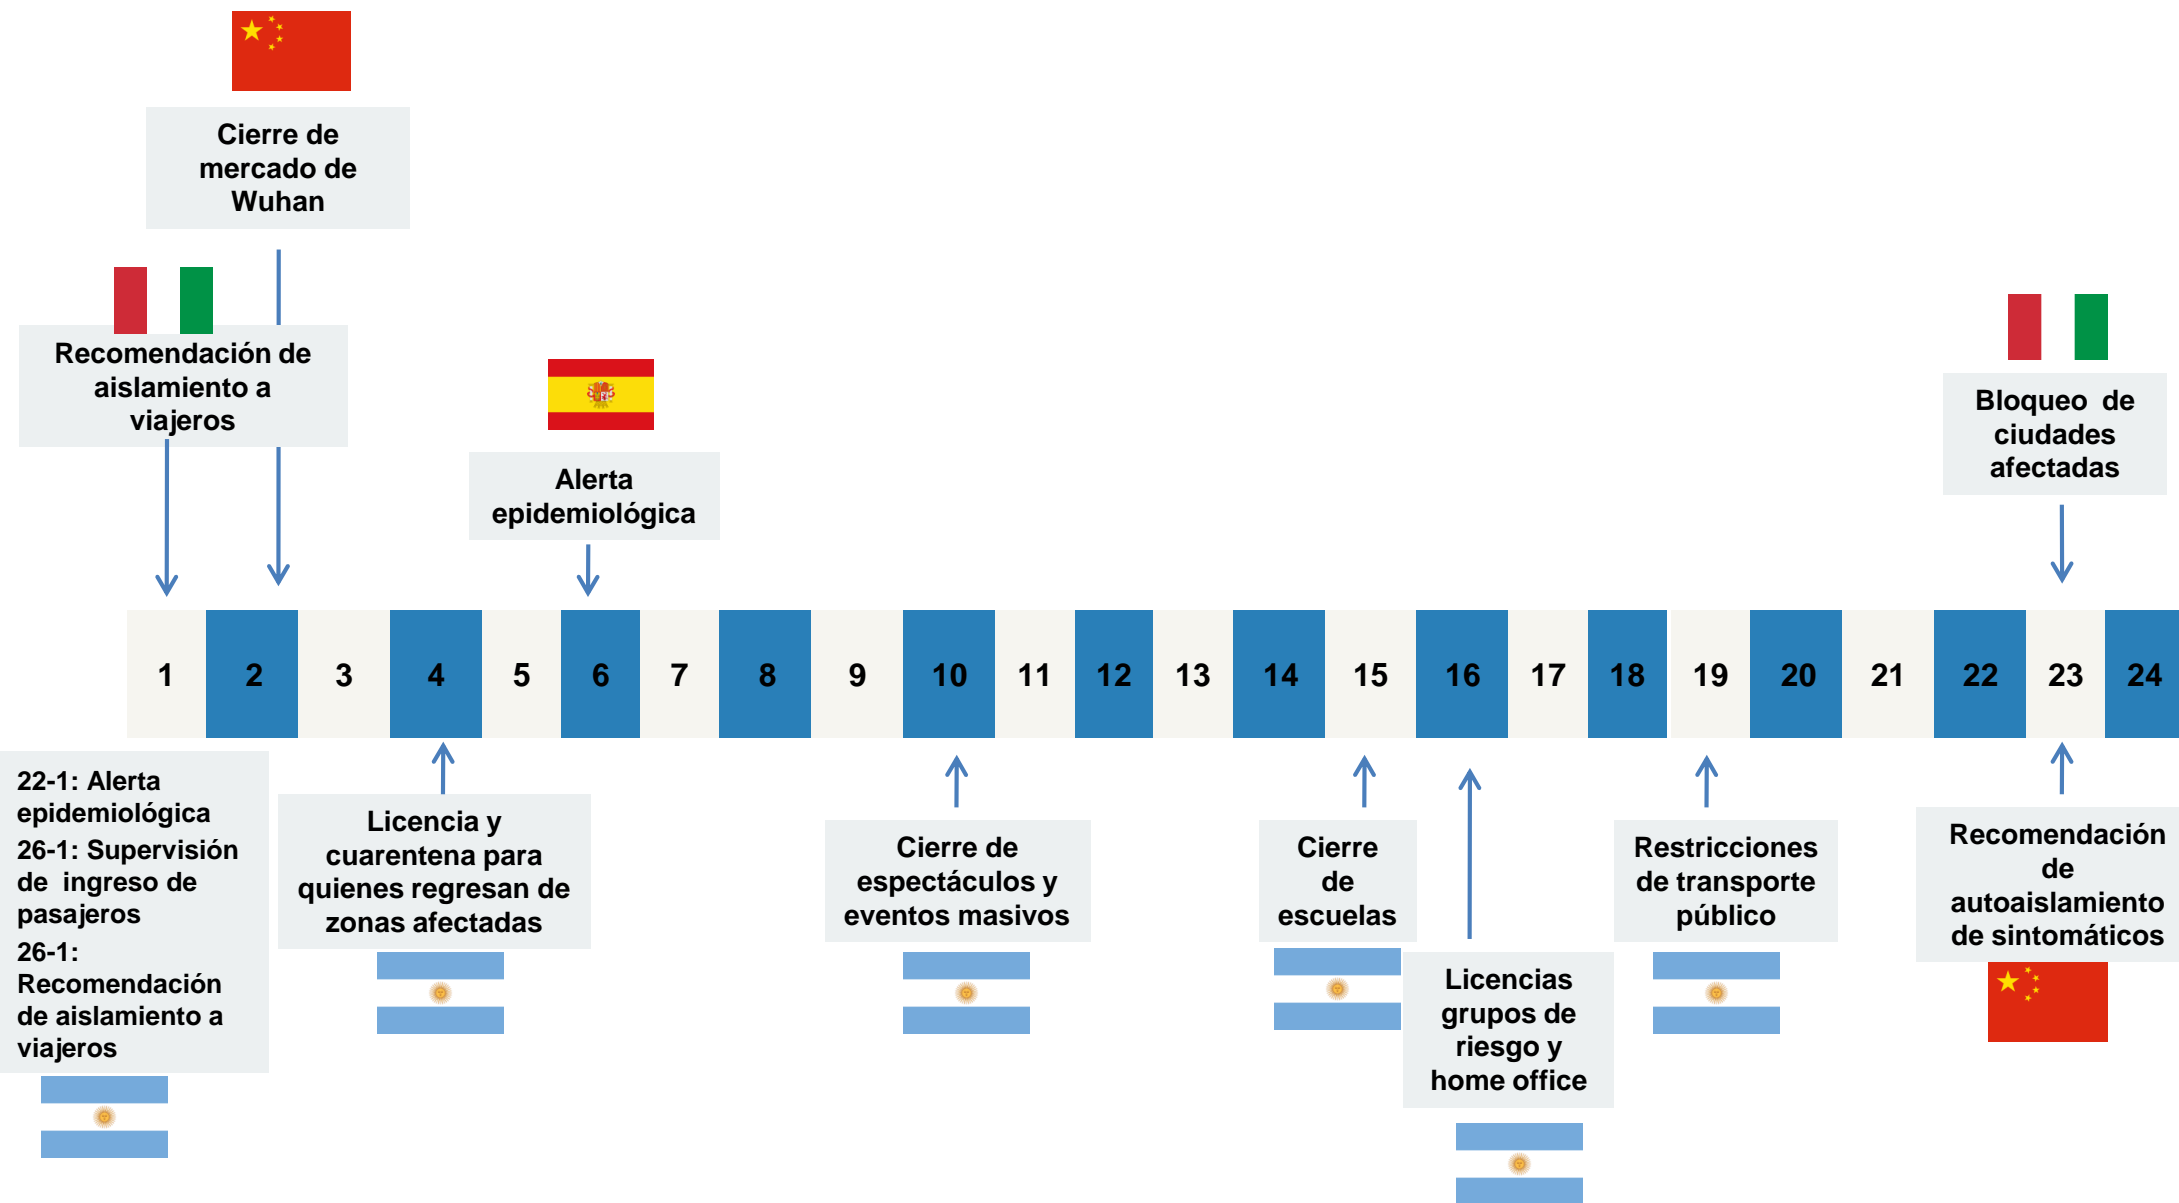 Cierre de
mercado de
Wuhan
Recomendación de
aislamiento a
viajeros
Alerta
epidemiológica
Bloqueo de
ciudades
afectadas
1 2 3 4 5 6 7 8 9 10 11 12 13 14 15 16 17 18 19 20 21 22 23 24
22-1: Alerta
epidemiológica
26-1: Supervisión
de ingreso de
pasajeros
26-1:
Recomendación
de aislamiento a
viajeros
Licencia y
cuarentena para
quienes regresan de
zonas afectadas
Cierre de
espectáculos y
eventos masivos
Cierre
de
escuelas
Licencias
grupos de
riesgo y
home office
Restricciones
de transporte
público
Recomendación
de
autoaislamiento
de sintomáticos